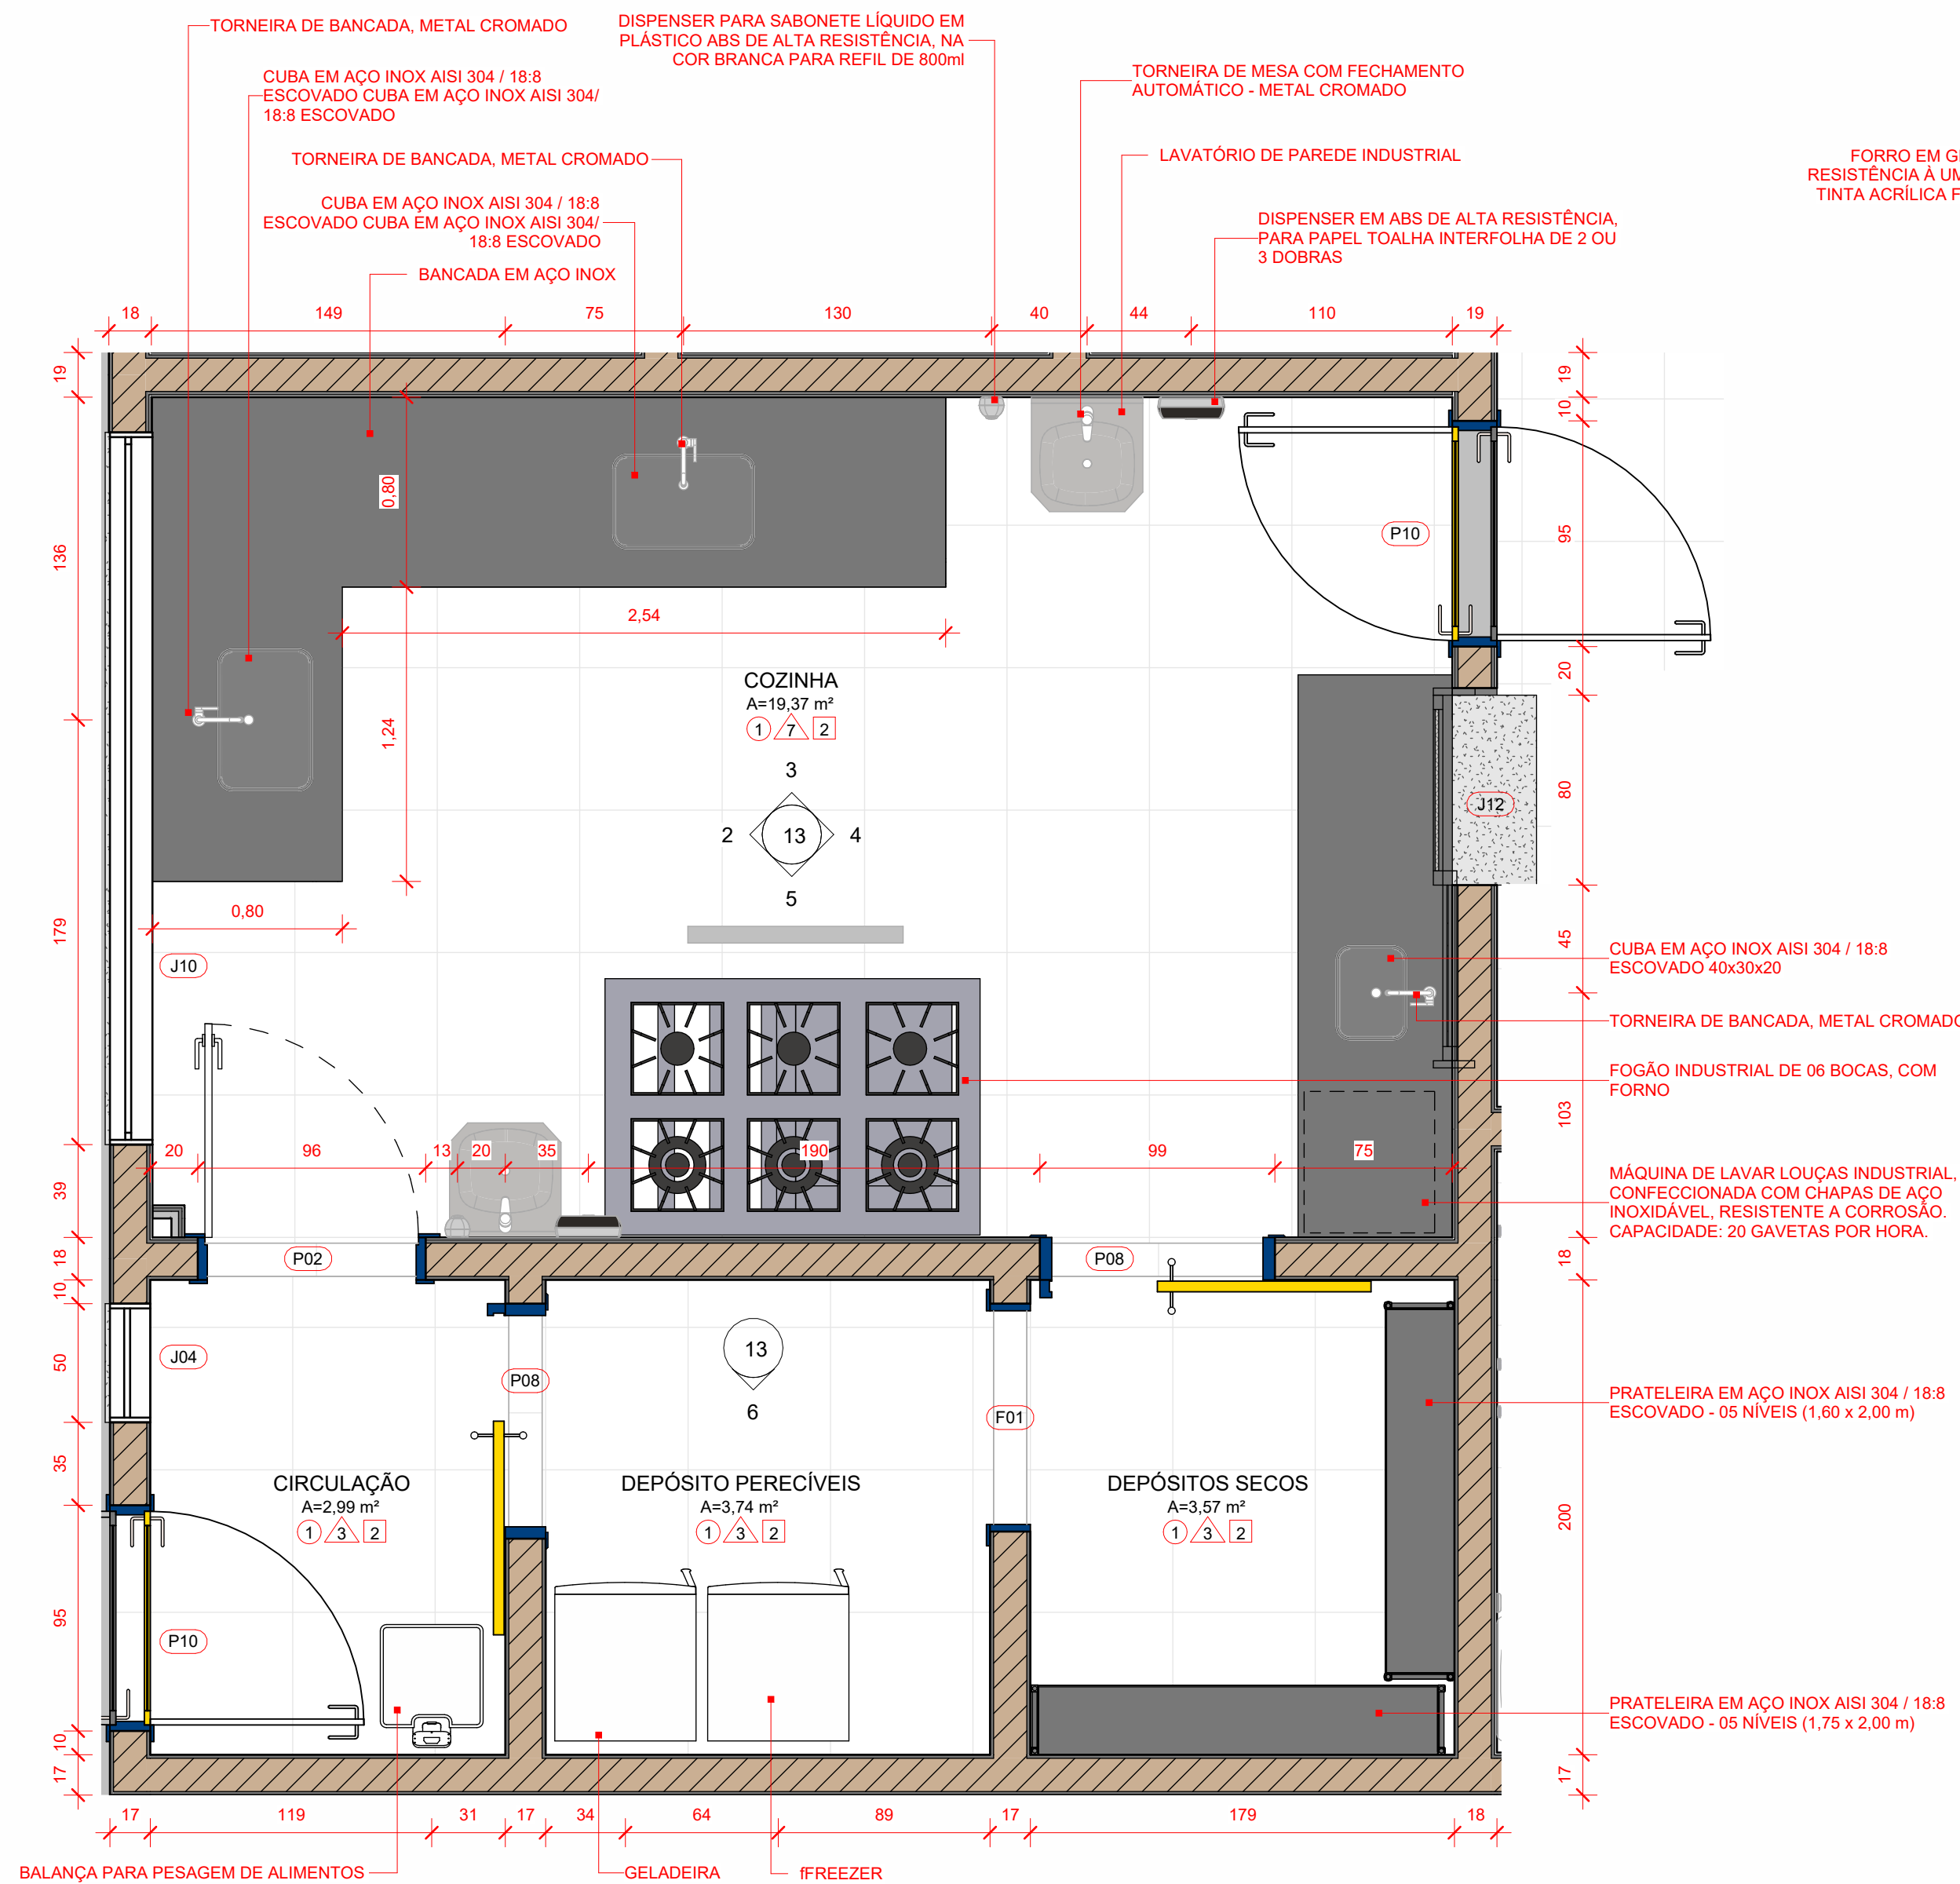 TORNEIRA DE BANCADA, METAL CROMADO
DISPENSER PARA SABONETE LÍQUIDO EM
PLÁSTICO ABS DE ALTA RESISTÊNCIA, NA
COR BRANCA PARA REFIL DE 800ml
CUBA EM AÇO INOX AISI 304 / 18:8
ESCOVADO CUBA EM AÇO INOX AISI 304/
18:8 ESCOVADO
TORNEIRA DE MESA COM FECHAMENTO
AUTOMÁTICO - METAL CROMADO
TORNEIRA DE BANCADA, METAL CROMADO
LAVATÓRIO DE PAREDE INDUSTRIAL
FORRO EM G
RESISTÊNCIA À UM
TINTA ACRÍLICA F
CUBA EM AÇO INOX AISI 304 / 18:8
ESCOVADO CUBA EM AÇO INOX AISI 304/
18:8 ESCOVADO
DISPENSER EM ABS DE ALTA RESISTÊNCIA,
PARA PAPEL TOALHA INTERFOLHA DE 2 OU
3 DOBRAS
BANCADA EM AÇO INOX
18 149 75 130 40 44 110 19
19
136
179
39
18
10
50
35
95
10
17
19
10
95
20
80
45
103
18
200
17
0,80
2,54
1,24
0,80
P10
COZINHA
A=19,37 m²
1 7 2
3
2 13 4
5
J12
J10
CUBA EM AÇO INOX AISI 304 / 18:8
ESCOVADO 40x30x20
TORNEIRA DE BANCADA, METAL CROMADO
FOGÃO INDUSTRIAL DE 06 BOCAS, COM
FORNO
20 96 13 20 35 190 99 75
MÁQUINA DE LAVAR LOUÇAS INDUSTRIAL,
CONFECCIONADA COM CHAPAS DE AÇO
INOXIDÁVEL, RESISTENTE A CORROSÃO.
CAPACIDADE: 20 GAVETAS POR HORA.
P02
P08
J04
P08
13
6
F01
PRATELEIRA EM AÇO INOX AISI 304 / 18:8
ESCOVADO - 05 NÍVEIS (1,60 x 2,00 m)
CIRCULAÇÃO
A=2,99 m²
1 3 2
DEPÓSITO PERECÍVEIS
A=3,74 m²
1 3 2
DEPÓSITOS SECOS
A=3,57 m²
1 3 2
P10
PRATELEIRA EM AÇO INOX AISI 304 / 18:8
ESCOVADO - 05 NÍVEIS (1,75 x 2,00 m)
17 119 31 17 34 64 89 17 179 18
BALANÇA PARA PESAGEM DE ALIMENTOS
GELADEIRA
fFREEZER